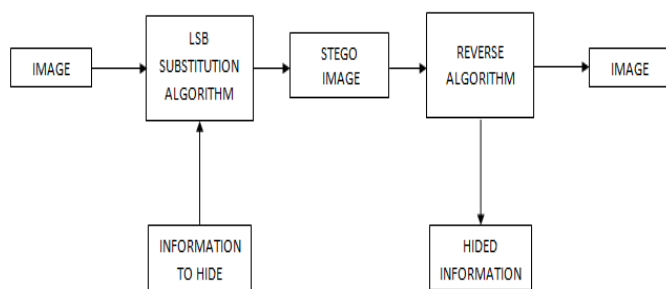 IMAGE
LSB
SUBSTITUTION
ALGORITHM
STEGO
IMAGE
REVERSE
ALGORITHM
IMAGE
INFORMATION
TO HIDE
HIDED
INFORMATION